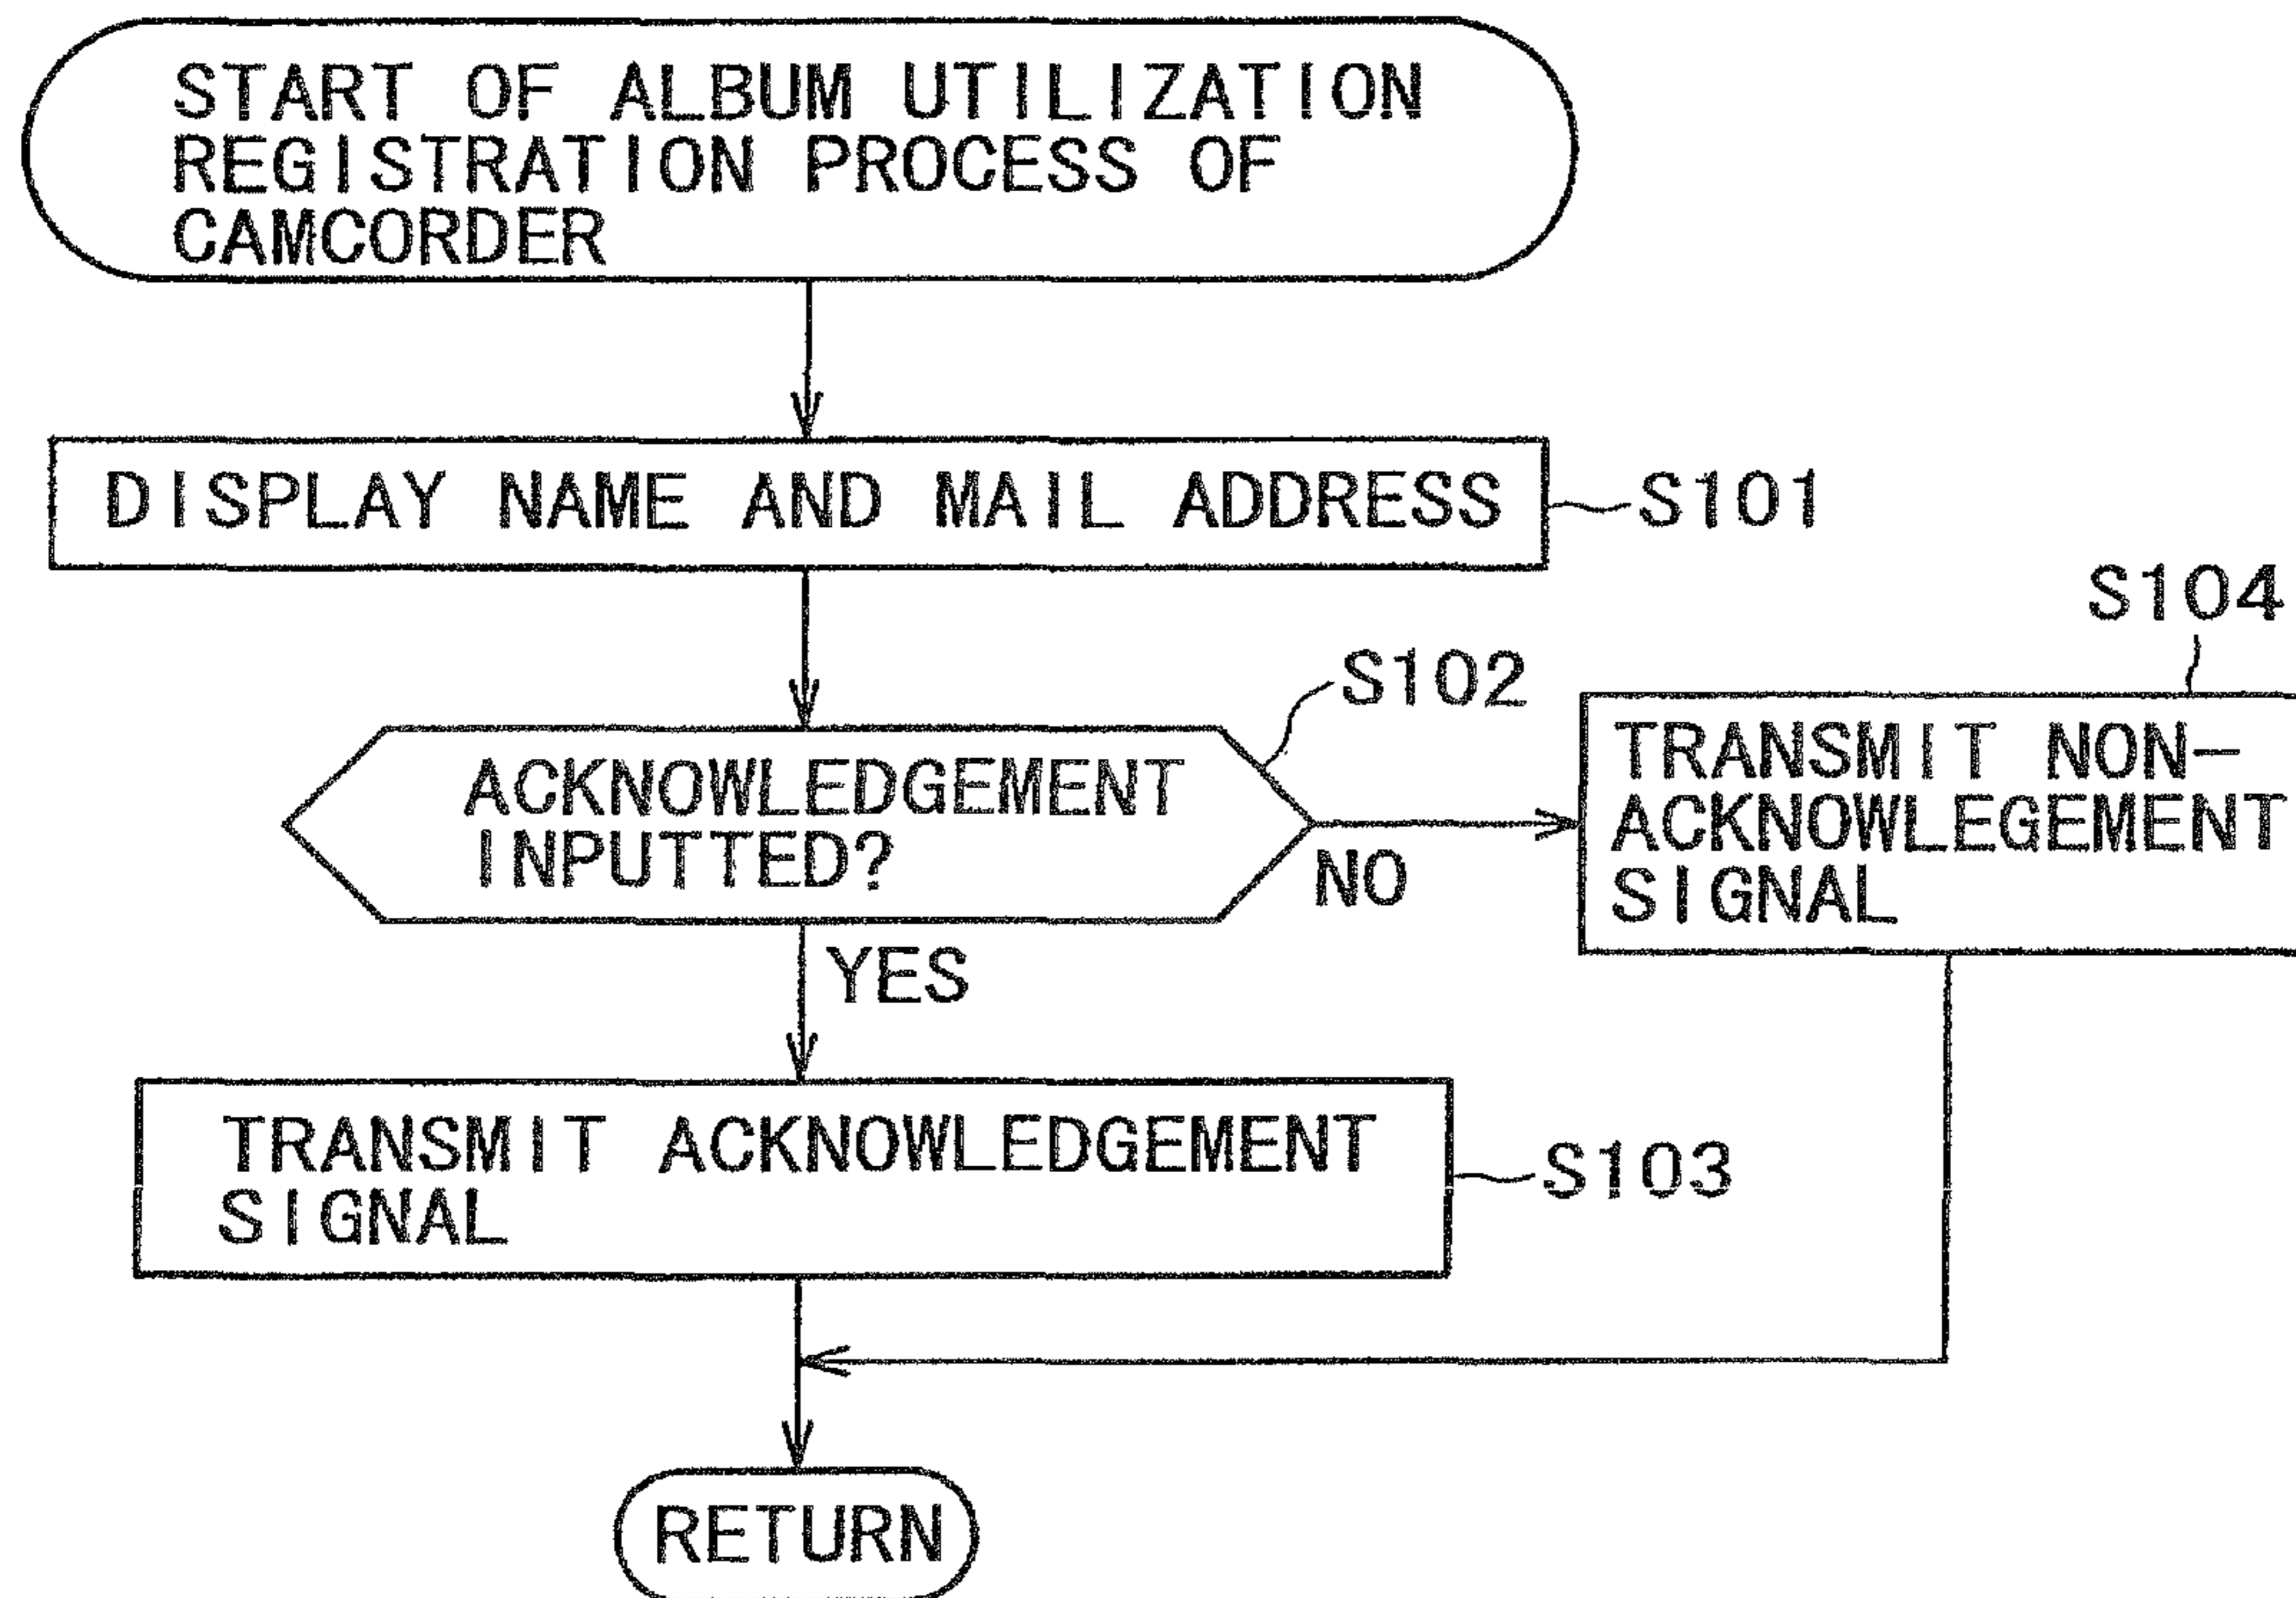 START OF ALBUM UTILIZATION
REGISTRATION PROCESS OF
CAMCORDER
DISPLAY NAME AND MAIL ADDRESS
S101
S104
S102
TRANSMIT NON-
ACKNOWLEGEMENT
SIGNAL
ACKNOWLEDGEMENT
INPUTTED?
NO
YES
TRANSMIT ACKNOWLEDGEMENT
SIGNAL
S103
RETURN